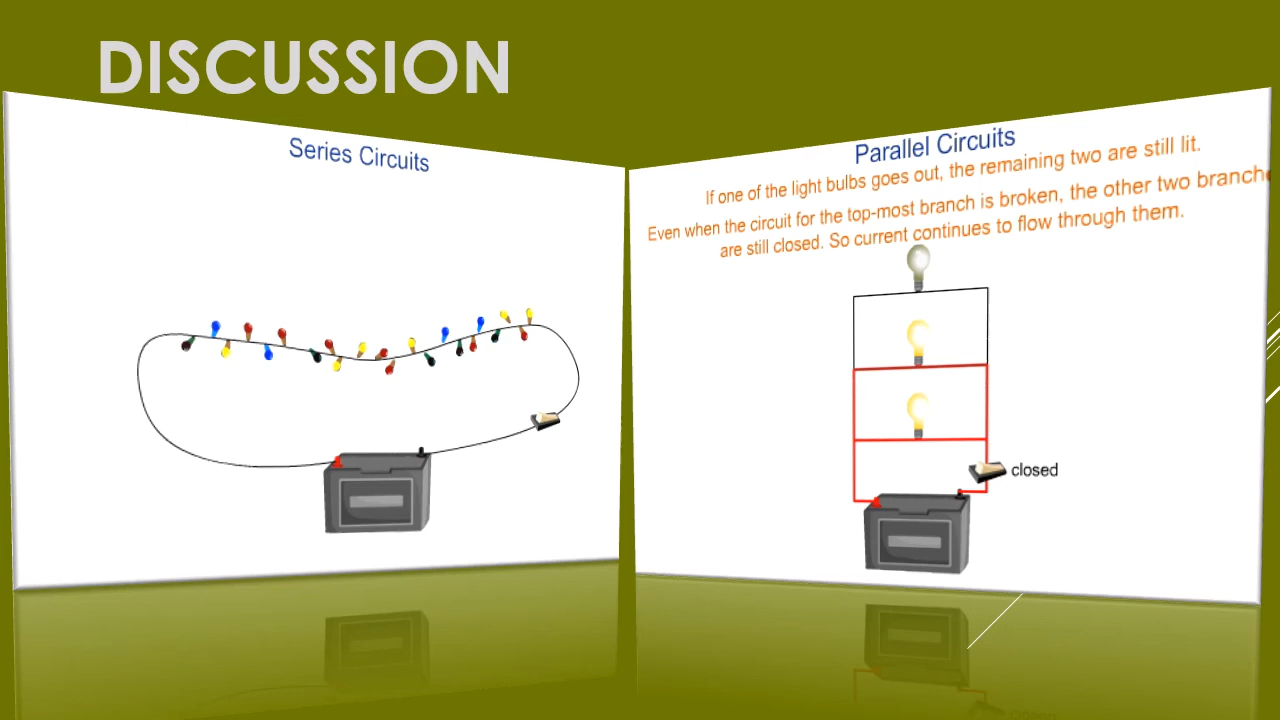 DISCUSSION
Series Circuits
Parallel Circuits
If one of the light bulbs goes out, the remaining two are still lit.
Even when the circuit for the top-most branch is broken, the other two branche
are still closed. So current continues to flow through them.
closed